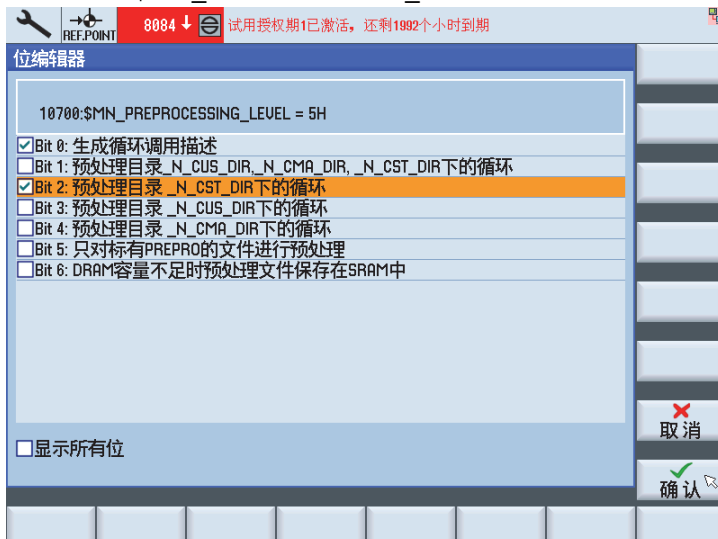 REF.POINT
8084
试用授权期1已激活，还剩1992个小时到期
位编辑器
10700:$MN_PREPROCESSING_LEVEL = 5H
Bit 0: 生成循环调用描述
Bit 1: 预处理目录_N_CUS_DIR,_N_CMA_DIR, _N_CST_DIR下的循环
Bit 2: 预处理目录 _N_CST_DIR下的循环
Bit 3: 预处理目录 _N_CUS_DIR下的循环
Bit 4: 预处理目录 _N_CMA_DIR下的循环
Bit 5: 只对标有PREPRO的文件进行预处理
Bit 6: DRAM容量不足时预处理文件保存在SRAM中
取消
显示所有位
确认